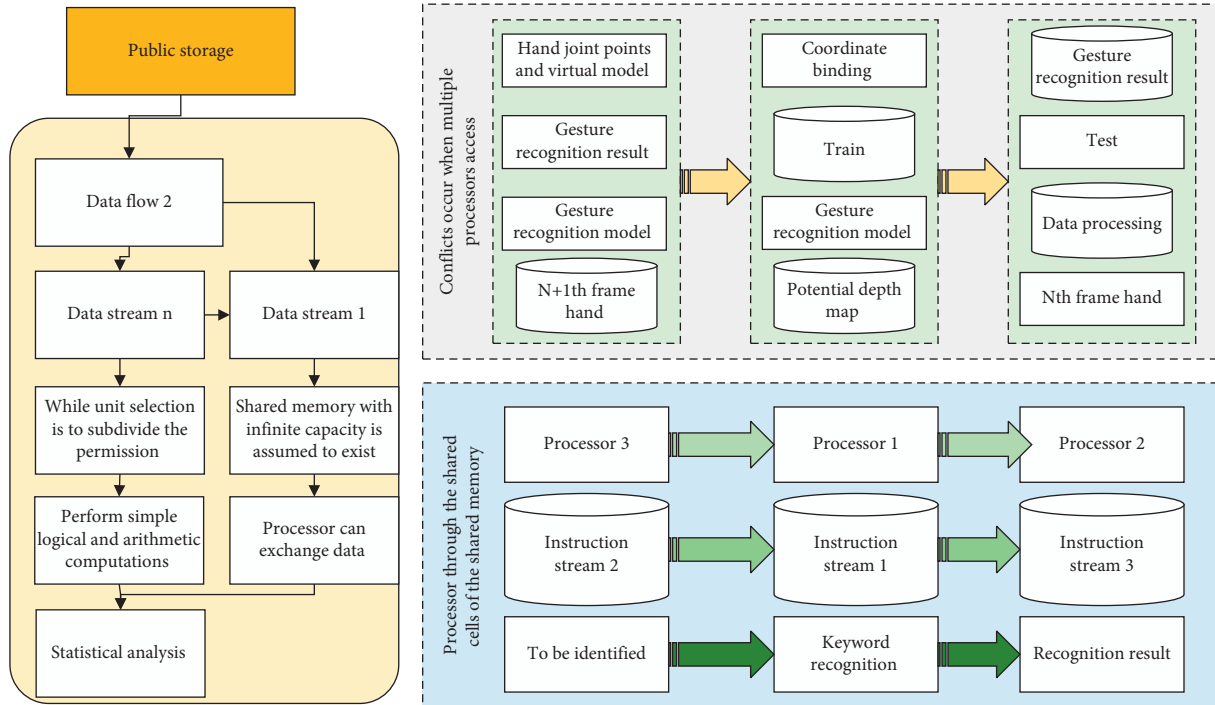 Public storage
Data flow 2
Data stream n
Data stream 1
While unit selection
is to subdivide the
permission
Shared memory with
infinite capacity is
assumed to exist
Perform simple
logical and arithmetic
computations
Processor can
exchange data
Statistical analysis
Conflicts occur when multiple
processors access
Hand joint points
and virtual model
Gesture
recognition result
Gesture
recognition model
N+1th frame
hand
Coordinate
binding
Train
Gesture
recognition model
Potential depth
map
Gesture
recognition result
Test
Data processing
Nth frame hand
Processor through the shared
cells of the shared memory
Processor 3
Processor 1
Processor 2
Instruction
stream 2
Instruction
stream 1
Instruction
stream 3
To be identified
Keyword
recognition
Recognition result